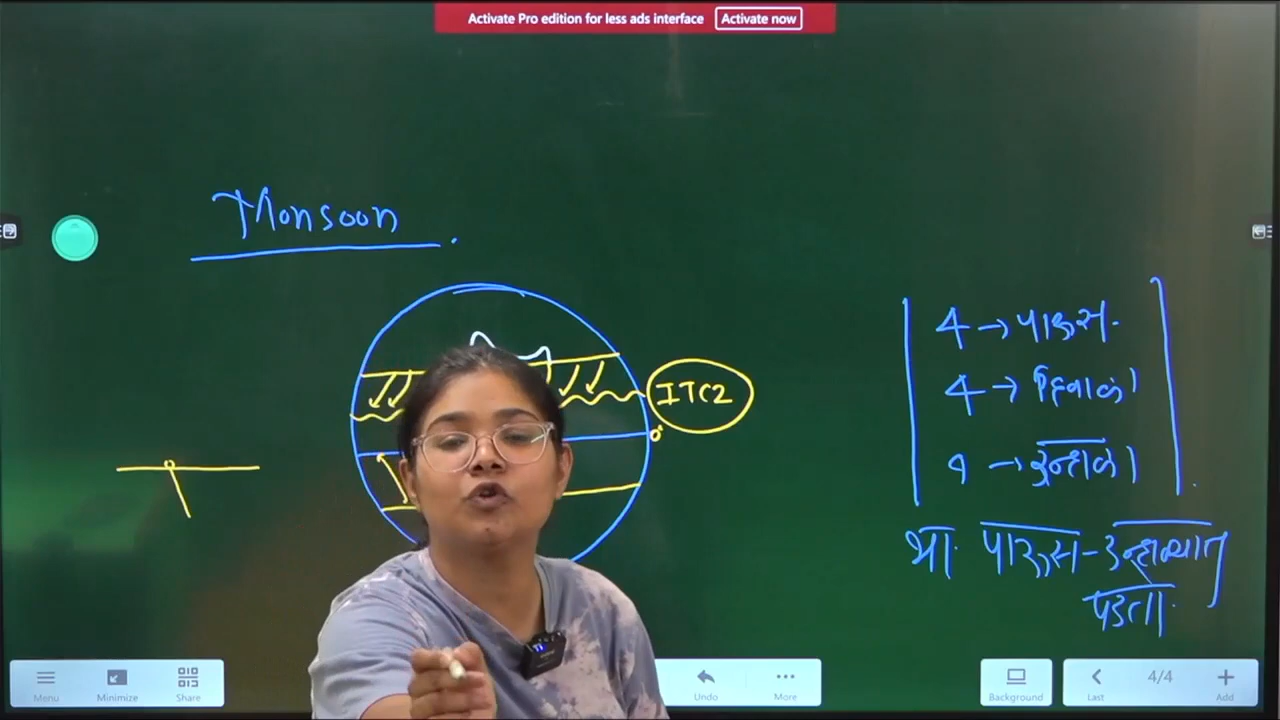 Activate Pro edition for less ads interface Activate now
Monsoon
ITCZ
0°
4 → पाऊस
4 → हिवाळा
4 → उन्हाळा
भा. पाऊस - उन्हाळ्यात
पडतो
Menu Minimize Share Undo More Background Last 4/4 Add